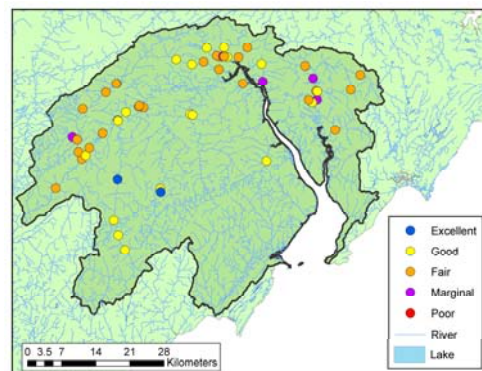 Excellent
Good
Fair
Marginal
Poor
River
Lake
0 3.5 7 14 21 28
Kilometers